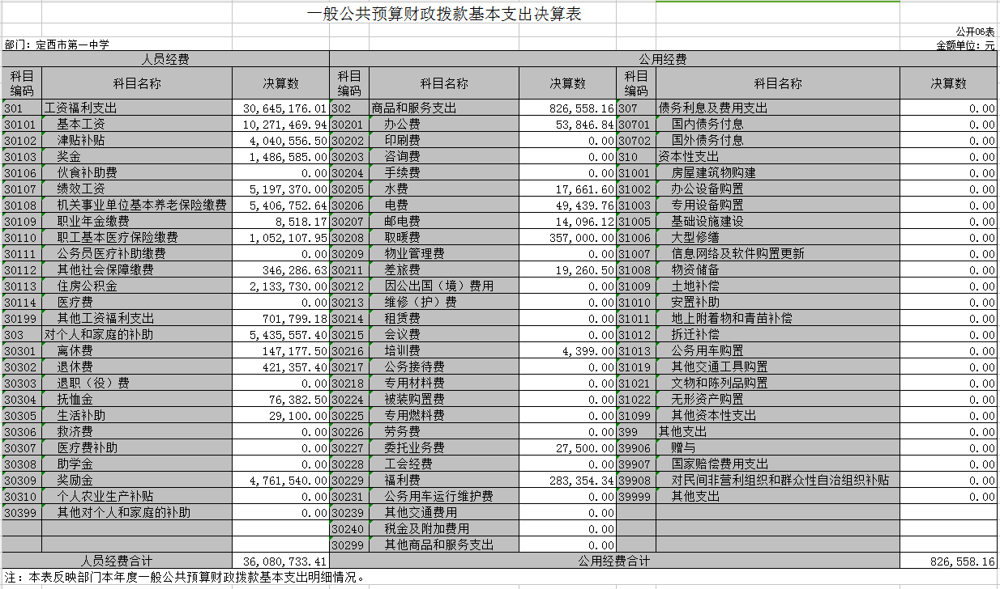 一般公共预算财政拨款基本支出决算表
公开06表
部门：定西市第一中学 金额单位：元
人员经费 公用经费
科目编码 科目名称 决算数 科目编码 科目名称 决算数 科目编码 科目名称 决算数
301 工资福利支出 30,645,176.01 302 商品和服务支出 826,558.16 307 债务利息及费用支出 0.00
30101 基本工资 10,271,469.94 30201 办公费 53,846.84 30701 国内债务付息 0.00
30102 津贴补贴 4,040,556.50 30202 印刷费 0.00 30702 国外债务付息 0.00
30103 奖金 1,486,585.00 30203 咨询费 0.00 310 资本性支出 0.00
30106 伙食补助费 0.00 30204 手续费 0.00 31001 房屋建筑物购建 0.00
30107 绩效工资 5,197,370.00 30205 水费 17,661.60 31002 办公设备购置 0.00
30108 机关事业单位基本养老保险缴费 5,406,752.64 30206 电费 49,439.76 31003 专用设备购置 0.00
30109 职业年金缴费 8,518.17 30207 邮电费 14,096.12 31005 基础设施建设 0.00
30110 职工基本医疗保险缴费 1,052,107.95 30208 取暖费 357,000.00 31006 大型修缮 0.00
30111 公务员医疗补助缴费 0.00 30209 物业管理费 0.00 31007 信息网络及软件购置更新 0.00
30112 其他社会保障缴费 346,286.63 30211 差旅费 19,260.50 31008 物资储备 0.00
30113 住房公积金 2,133,730.00 30212 因公出国（境）费用 0.00 31009 土地补偿 0.00
30114 医疗费 0.00 30213 维修（护）费 0.00 31010 安置补助 0.00
30199 其他工资福利支出 701,799.18 30214 租赁费 0.00 31011 地上附着物和青苗补偿 0.00
303 对个人和家庭的补助 5,435,557.40 30215 会议费 0.00 31012 拆迁补偿 0.00
30301 离休费 147,177.50 30216 培训费 4,399.00 31013 公务用车购置 0.00
30302 退休费 421,357.40 30217 公务接待费 0.00 31019 其他交通工具购置 0.00
30303 退职（役）费 0.00 30218 专用材料费 0.00 31021 文物和陈列品购置 0.00
30304 抚恤金 76,382.50 30224 被装购置费 0.00 31022 无形资产购置 0.00
30305 生活补助 29,100.00 30225 专用燃料费 0.00 31099 其他资本性支出 0.00
30306 救济费 0.00 30226 劳务费 0.00 399 其他支出 0.00
30307 医疗费补助 0.00 30227 委托业务费 27,500.00 39906 赠与 0.00
30308 助学金 0.00 30228 工会经费 0.00 39907 国家赔偿费用支出 0.00
30309 奖励金 4,761,540.00 30229 福利费 283,354.34 39908 对民间非营利组织和群众性自治组织补贴 0.00
30310 个人农业生产补贴 0.00 30231 公务用车运行维护费 0.00 39999 其他支出 0.00
30399 其他对个人和家庭的补助 0.00 30239 其他交通费用 0.00
30240 税金及附加费用 0.00
30299 其他商品和服务支出 0.00
人员经费合计 36,080,733.41 公用经费合计 826,558.16
注：本表反映部门本年度一般公共预算财政拨款基本支出明细情况。